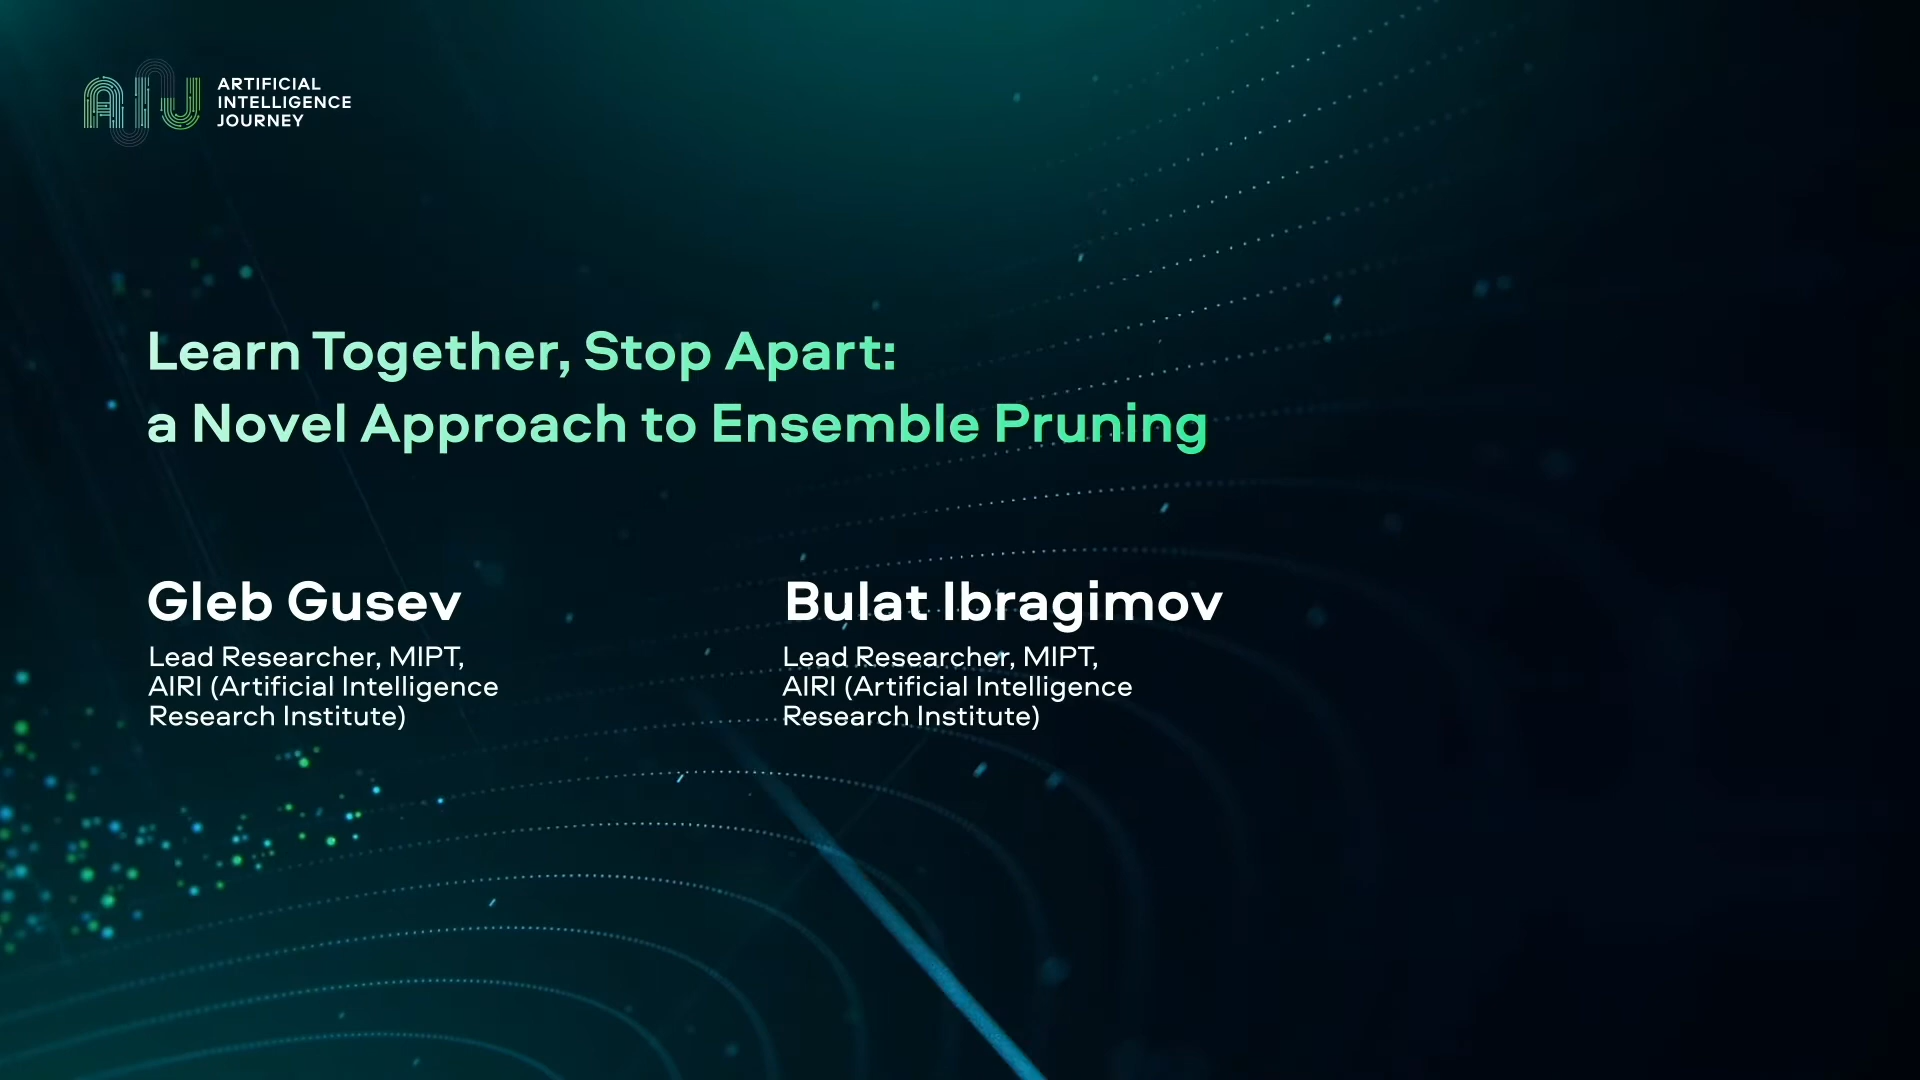 AIJ
ARTIFICIAL
INTELLIGENCE
JOURNEY
Learn Together, Stop Apart:
a Novel Approach to Ensemble Pruning
Gleb Gusev
Lead Researcher, MIPT,
AIRI (Artificial Intelligence
Research Institute)
Bulat Ibragimov
Lead Researcher, MIPT,
AIRI (Artificial Intelligence
Research Institute)